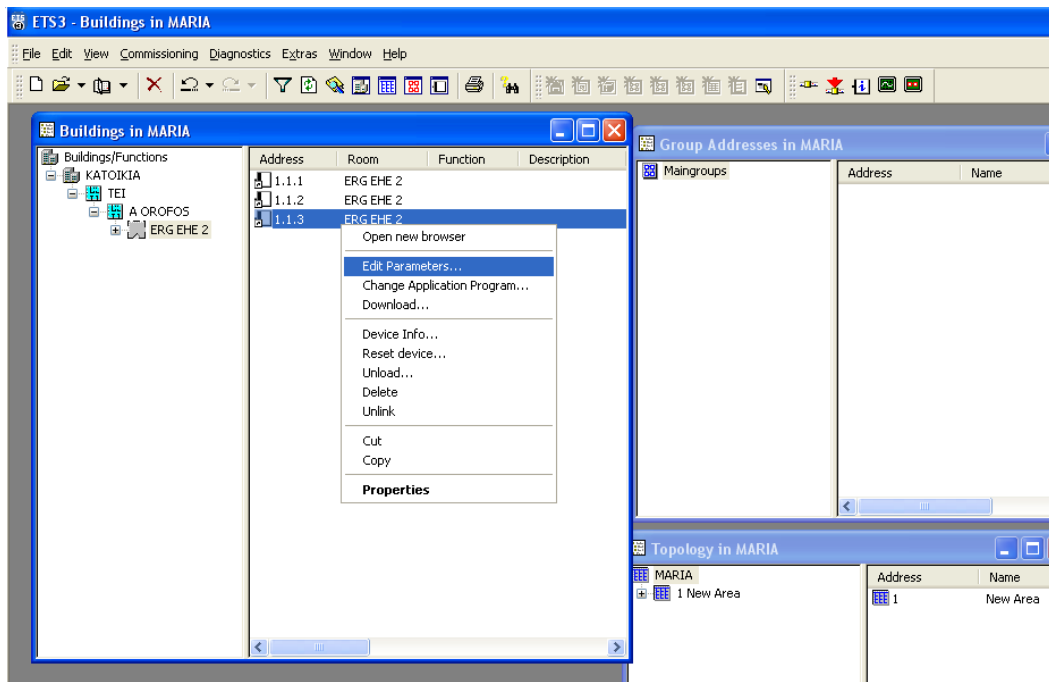 ETS3 - Buildings in MARIA
File Edit View Commissioning Diagnostics Extras Window Help
Buildings in MARIA
Buildings/Functions
KATOIKIA
TEI
A OROFOS
ERG EHE 2
Address Room Function Description
1.1.1 ERG EHE 2
1.1.2 ERG EHE 2
1.1.3 ERG EHE 2
Open new browser
Edit Parameters...
Change Application Program...
Download...
Device Info...
Reset device...
Unload...
Delete
Unlink
Cut
Copy
Properties
Group Addresses in MARIA
Maingroups
Address Name
Topology in MARIA
MARIA
1 New Area
Address Name
1 New Area